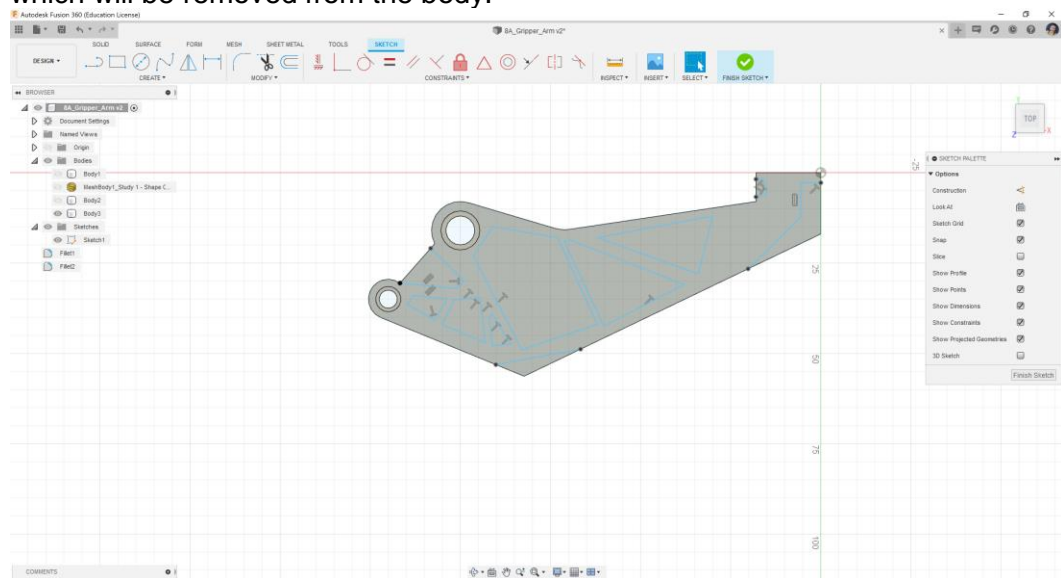 which will be removed from the body.
Autodesk Fusion 360 (Education License)
8A_Gripper_Arm v2*
SOLID SURFACE FORM MESH SHEET METAL TOOLS SKETCH
DESIGN
CREATE MODIFY CONSTRAINTS INSPECT INSERT SELECT FINISH SKETCH
BROWSER
8A_Gripper_Arm v2
Document Settings
Named Views
Origin
Bodies
Body1
MeshBody1_Study 1 - Shape C...
Body2
Body3
Sketches
Sketch1
Fillet1
Fillet2
TOP
X
Z
25
25
50
75
100
SKETCH PALETTE
Options
Construction
Look At
Sketch Grid
Snap
Slice
Show Profile
Show Points
Show Dimensions
Show Constraints
Show Projected Geometries
3D Sketch
Finish Sketch
COMMENTS